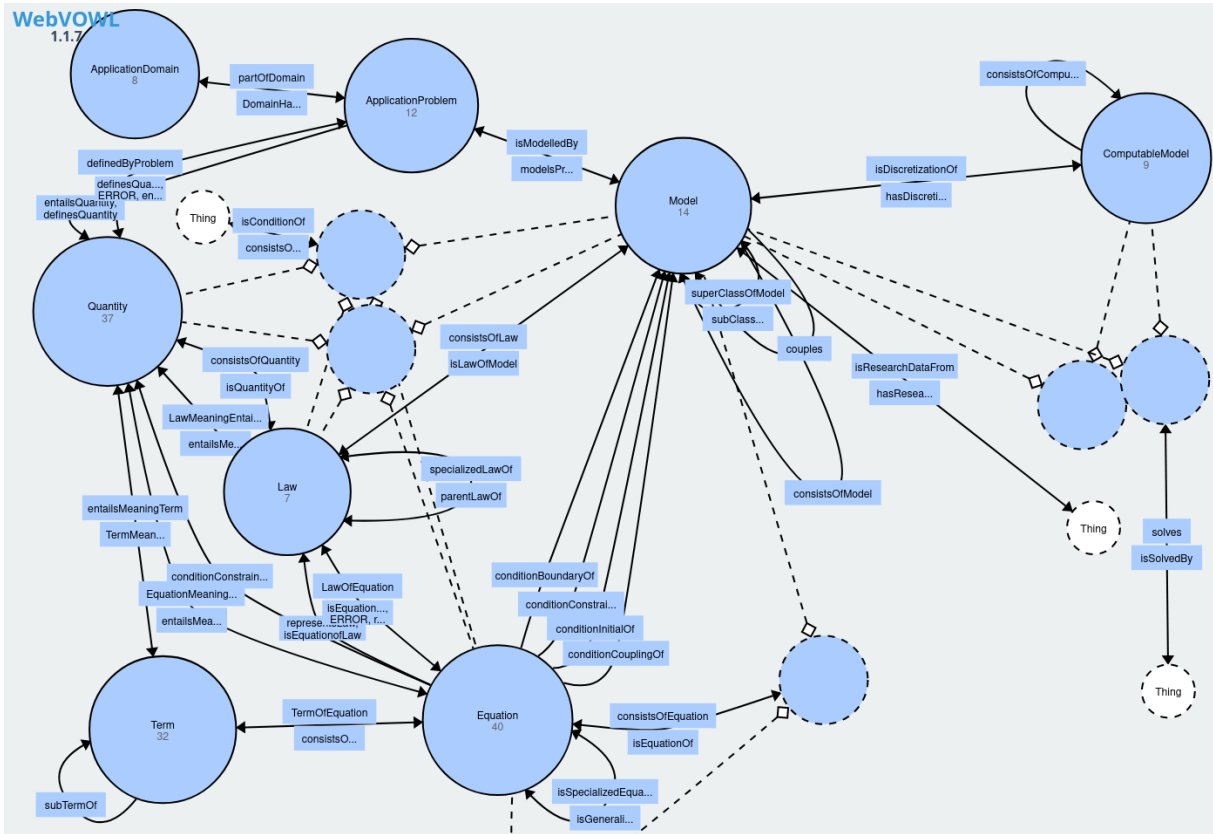 WebVOWL
1.1.7
ApplicationDomain
8
partOfDomain
DomainHa...
ApplicationProblem
12
consistsOfCompu...
ComputableModel
9
isModelledBy
modelsPr...
isDiscretizationOf
hasDiscreti...
definedByProblem
definesQua...,
ERROR, en...
entailsQuantity,
definesQuantity
Thing
isConditionOf
consistsO...
Model
14
Quantity
37
superClassOfModel
subClass...
couples
consistsOfLaw
isLawOfModel
consistsOfQuantity
isQuantityOf
isResearchDataFrom
hasResea...
LawMeaningEntai...
entailsMe...
Law
7
specializedLawOf
parentLawOf
consistsOfModel
entailsMeaningTerm
TermMean...
Thing
solves
isSolvedBy
conditionConstrain...
EquationMeaning...
entailsMea...
LawOfEquation
isEquation...,
ERROR, r...
isEquationofLaw
conditionBoundaryOf
conditionConstrai...
conditionInitialOf
conditionCouplingOf
Thing
Term
32
TermOfEquation
consistsO...
Equation
40
consistsOfEquation
isEquationOf
isSpecializedEqua...
isGenerali...
subTermOf